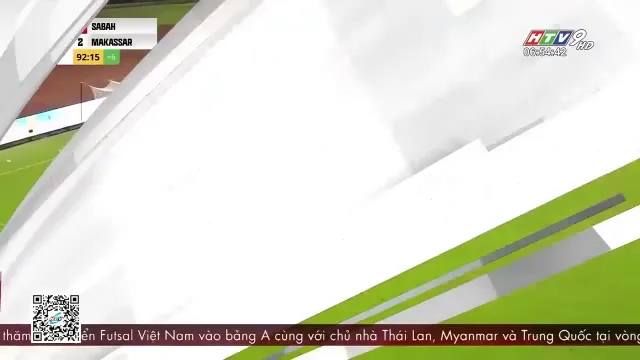 SABAH
2 MAKASSAR
92:15 +6
HTV9 HD
06:54:42
thăm ển Futsal Việt Nam vào bảng A cùng với chủ nhà Thái Lan, Myanmar và Trung Quốc tại vòng